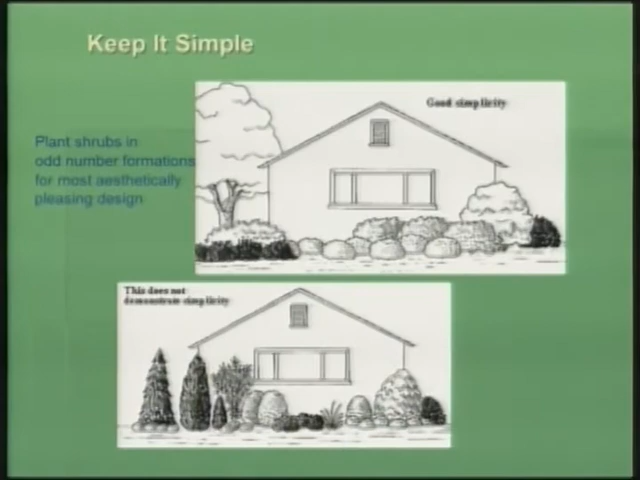 Keep It Simple
Good simplicity
Plant shrubs in
odd number formations
for most aesthetically
pleasing design
This does not
demonstrate simplicity